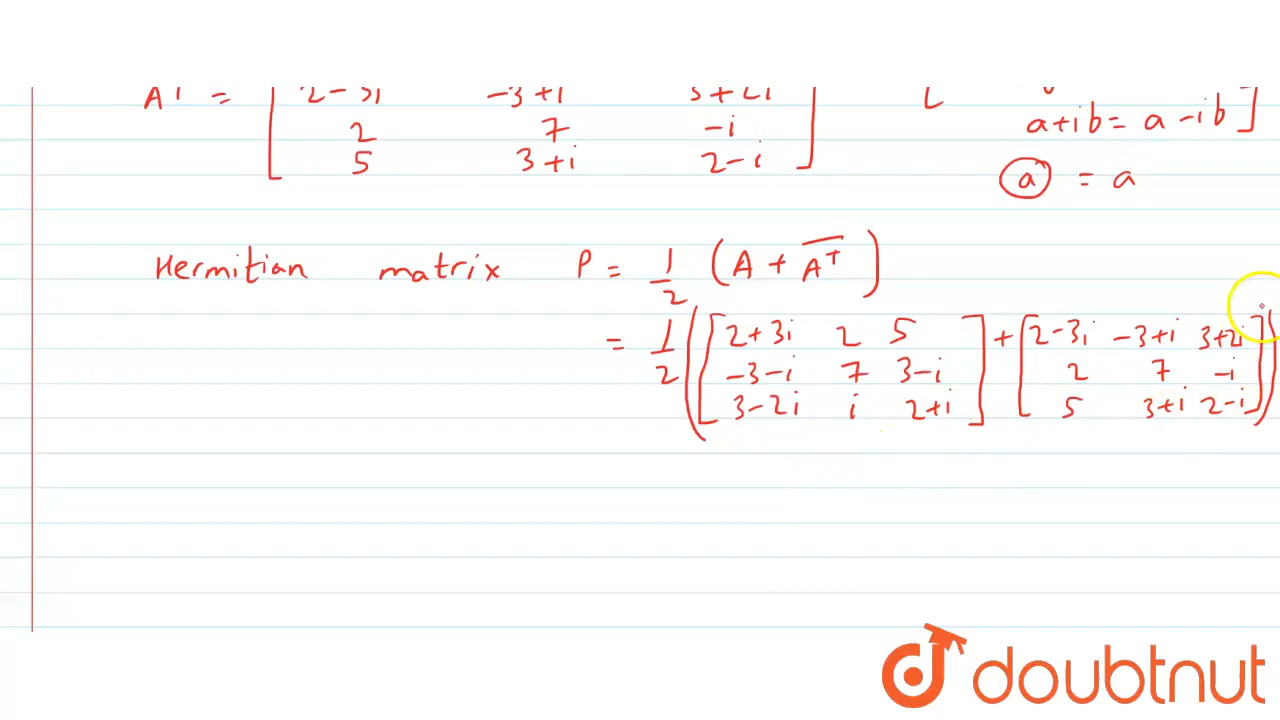 2 - 3i -3+i 3+2i
2 7 -i a+ib = a-ib ]
5 3+i 2-i
a = a
Hermitian matrix P = 1/2 (A + A̅ᵀ)
= 1/2 ( [ 2+3i 2 5 ] + [ 2-3i -3+i 3+2i ] )
-3-i 7 3-i 2 7 -i
3-2i i 2+i 5 3+i 2-i
doubtnut